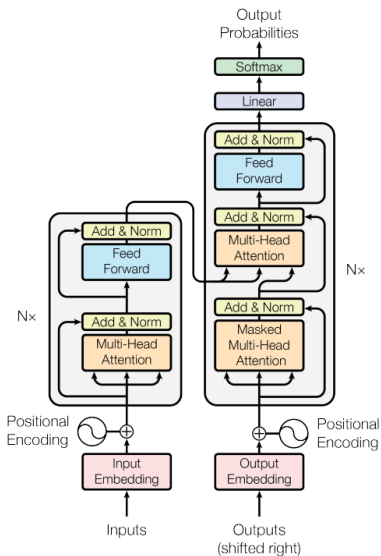 Output
Probabilities
Softmax
Linear
Add & Norm
Feed
Forward
Add & Norm
Multi-Head
Attention
Add & Norm
Masked
Multi-Head
Attention
Nx
Positional
Encoding
Output
Embedding
Outputs
(shifted right)
Add & Norm
Feed
Forward
Add & Norm
Multi-Head
Attention
Nx
Positional
Encoding
Input
Embedding
Inputs